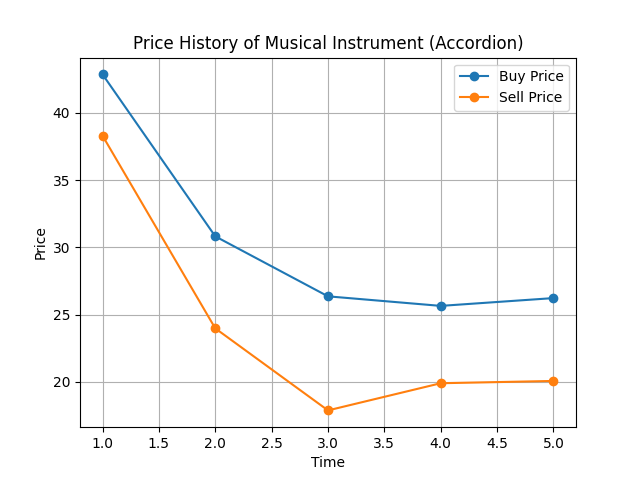 Price History of Musical Instrument (Accordion)
Buy Price
Sell Price
Price
40
35
30
25
20
1.0 1.5 2.0 2.5 3.0 3.5 4.0 4.5 5.0
Time